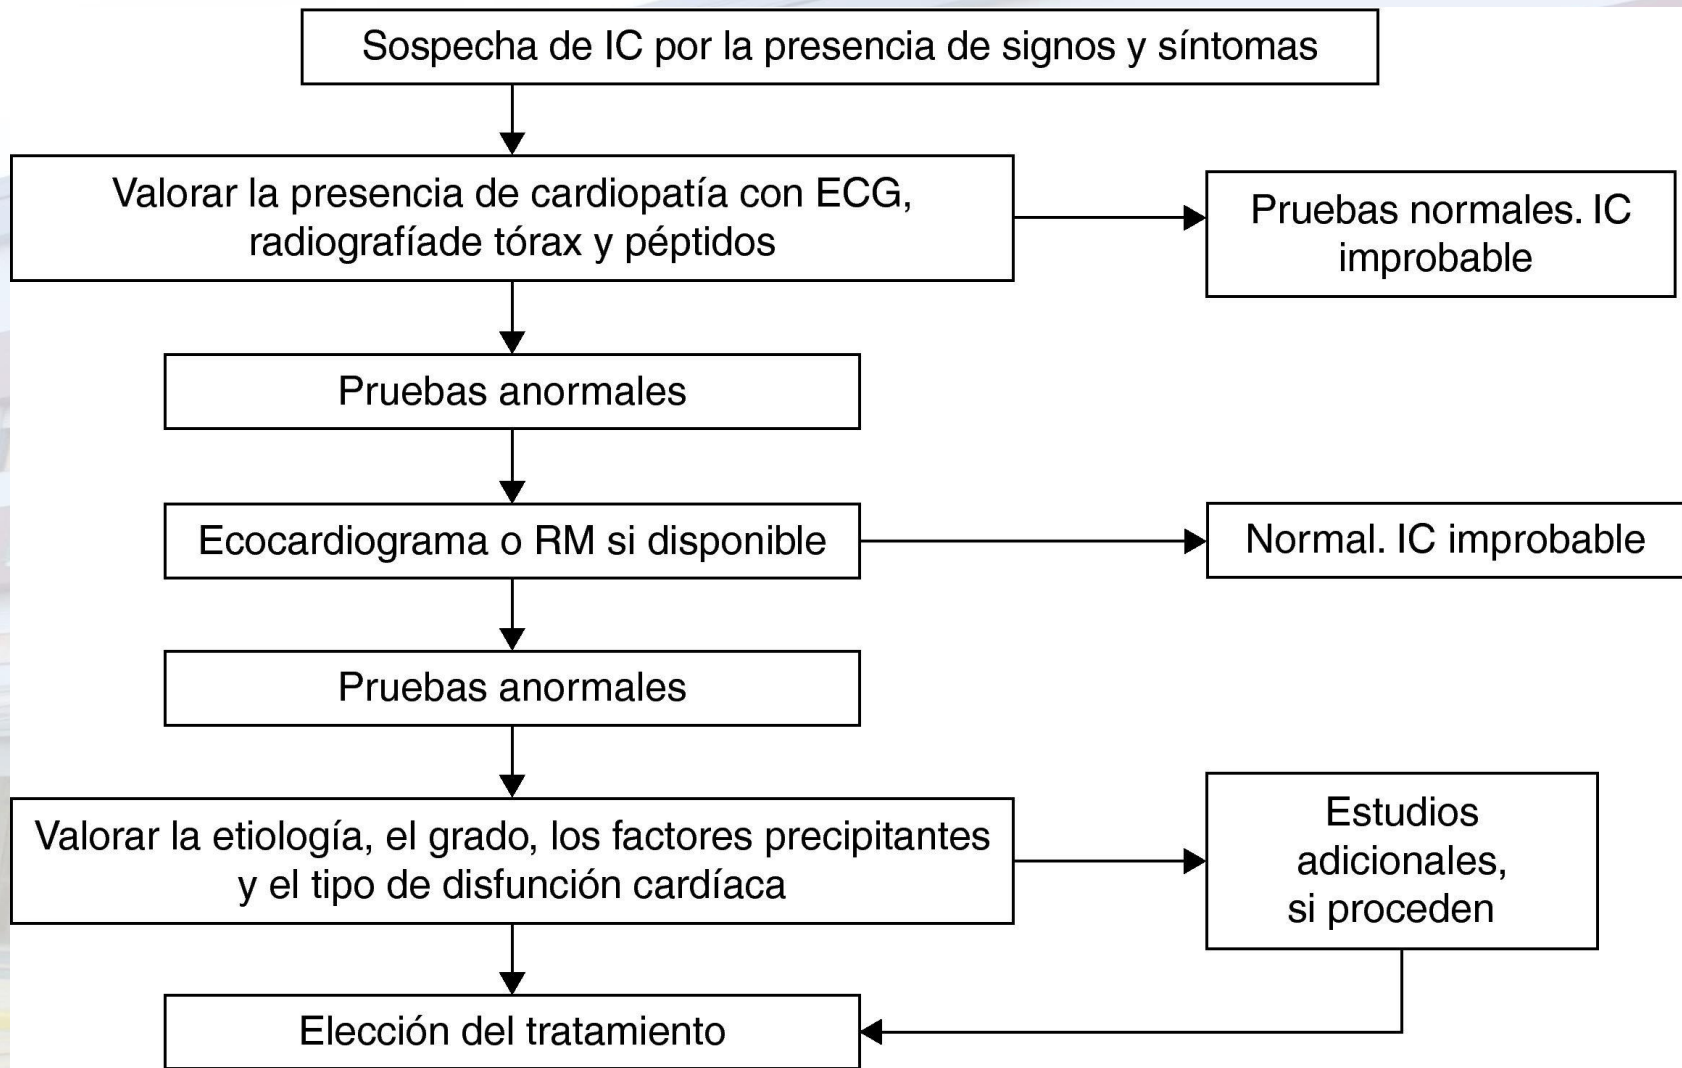 Sospecha de IC por la presencia de signos y síntomas
Valorar la presencia de cardiopatía con ECG,
radiografíade tórax y péptidos
Pruebas normales. IC
improbable
Pruebas anormales
Ecocardiograma o RM si disponible
Normal. IC improbable
Pruebas anormales
Valorar la etiología, el grado, los factores precipitantes
y el tipo de disfunción cardíaca
Estudios
adicionales,
si proceden
Elección del tratamiento